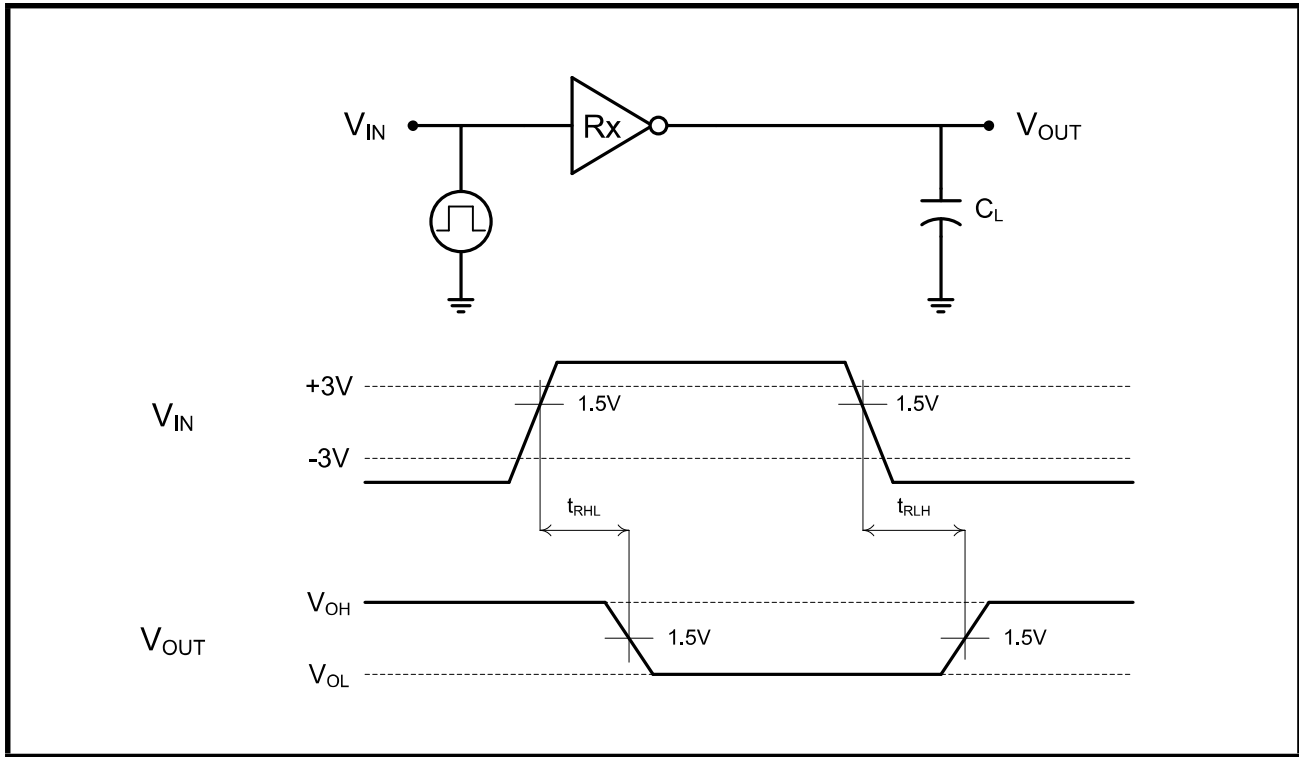 V_IN
Rx
V_OUT
C_L
+3V
1.5V
1.5V
V_IN
-3V
t_RHL
t_RLH
V_OH
1.5V
1.5V
V_OUT
V_OL